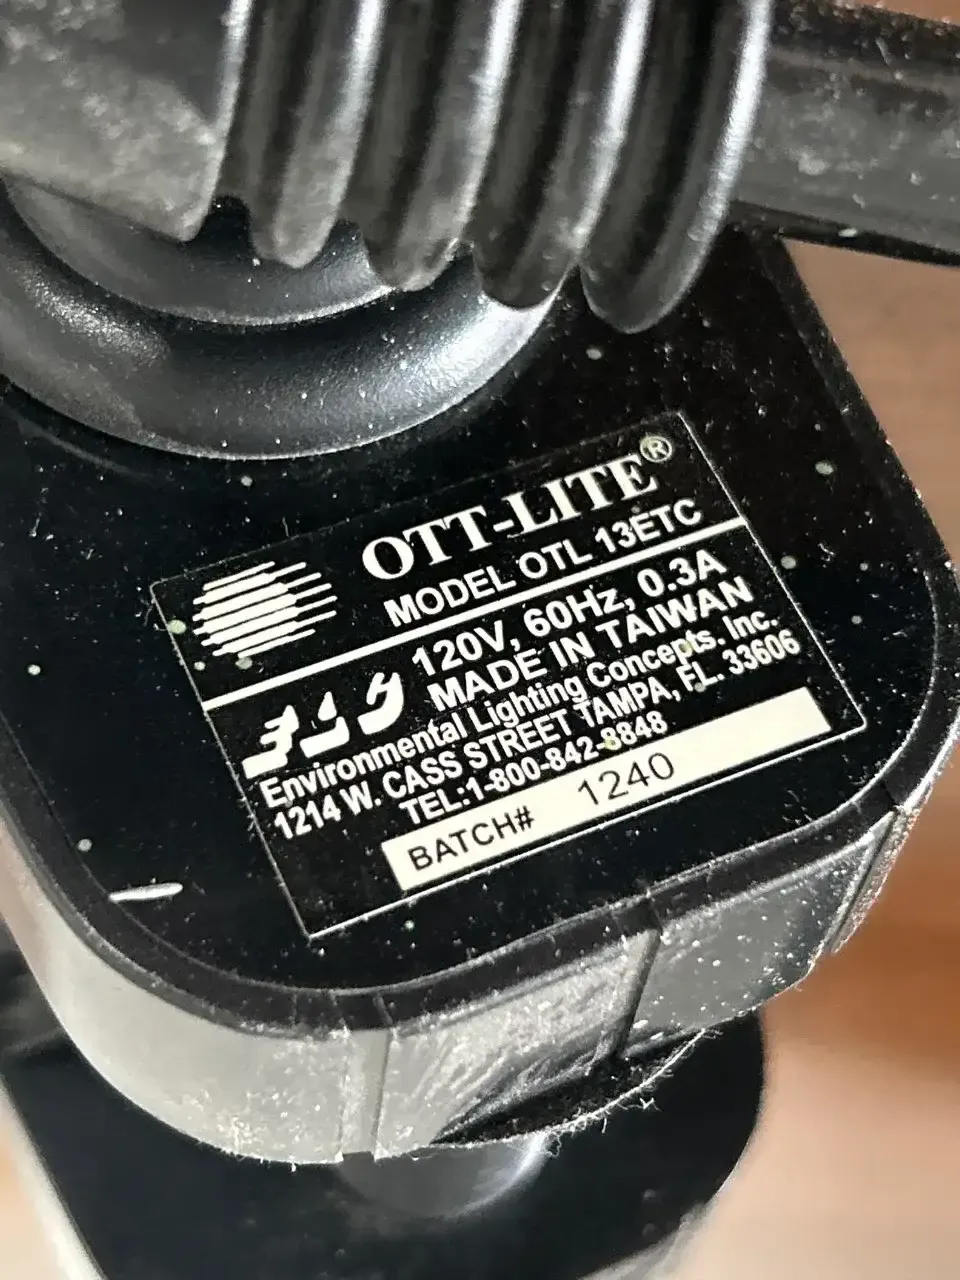 OTT-LITE®
MODEL OTL 13ETC
120V, 60Hz, 0.3A
MADE IN TAIWAN
Environmental Lighting Concepts. Inc.
1214 W. CASS STREET TAMPA, FL. 33606
TEL:1-800-842-8848
BATCH# 1240